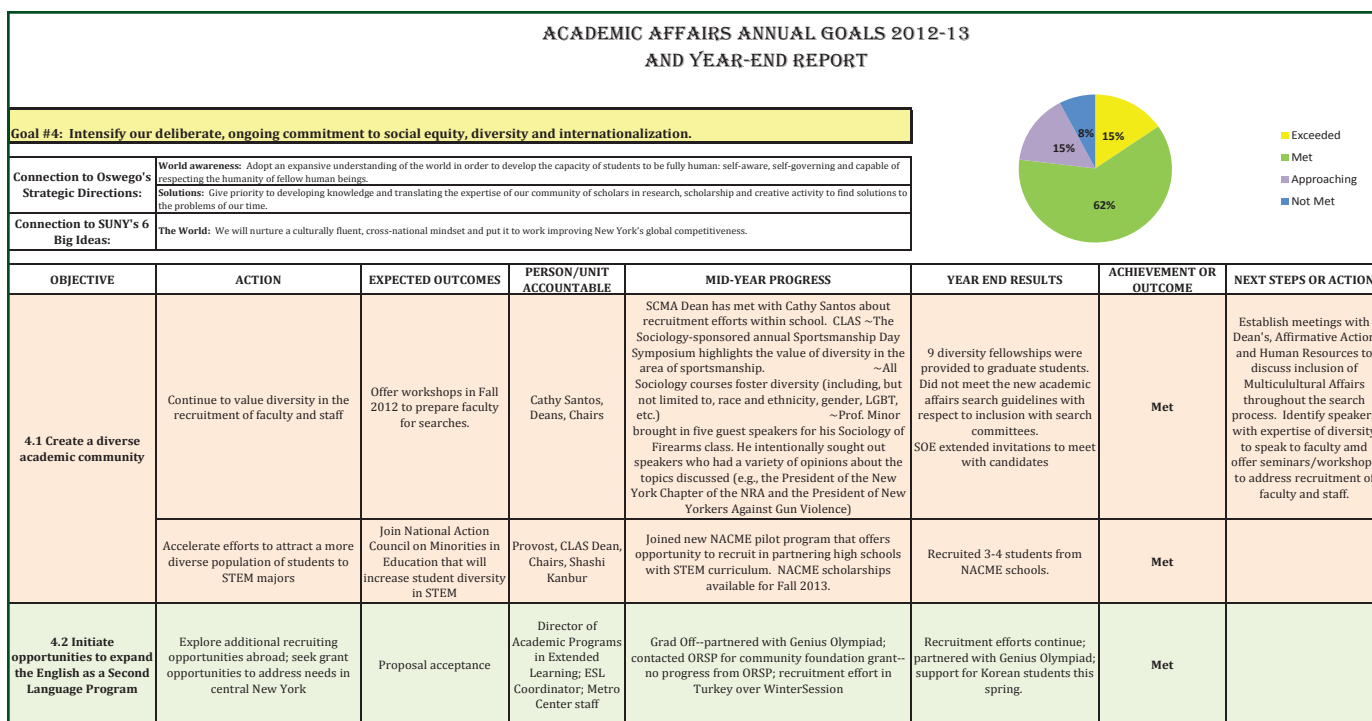 ACADEMIC AFFAIRS ANNUAL GOALS 2012-13
AND YEAR-END REPORT
Goal #4: Intensify our deliberate, ongoing commitment to social equity, diversity and internationalization.
Connection to Oswego's
Strategic Directions:
World awareness: Adopt an expansive understanding of the world in order to develop the capacity of students to be fully human: self-aware, self-governing and capable of
respecting the humanity of fellow human beings.
Solutions: Give priority to developing knowledge and translating the expertise of our community of scholars in research, scholarship and creative activity to find solutions to
the problems of our time.
Connection to SUNY's 6
Big Ideas:
The World: We will nurture a culturally fluent, cross-national mindset and put it to work improving New York's global competitiveness.
8%
15%
15%
62%
Exceeded
Met
Approaching
Not Met
OBJECTIVE
ACTION
EXPECTED OUTCOMES
PERSON/UNIT
ACCOUNTABLE
MID-YEAR PROGRESS
YEAR END RESULTS
ACHIEVEMENT OR
OUTCOME
NEXT STEPS OR ACTION
4.1 Create a diverse
academic community
Continue to value diversity in the
recruitment of faculty and staff
Offer workshops in Fall
2012 to prepare faculty
for searches.
Cathy Santos,
Deans, Chairs
SCMA Dean has met with Cathy Santos about
recruitment efforts within school. CLAS ~The
Sociology-sponsored annual Sportsmanship Day
Symposium highlights the value of diversity in the
area of sportsmanship. ~All
Sociology courses foster diversity (including, but
not limited to, race and ethnicity, gender, LGBT,
etc.) ~Prof. Minor
brought in five guest speakers for his Sociology of
Firearms class. He intentionally sought out
speakers who had a variety of opinions about the
topics discussed (e.g., the President of the New
York Chapter of the NRA and the President of New
Yorkers Against Gun Violence)
9 diversity fellowships were
provided to graduate students.
Did not meet the new academic
affairs search guidelines with
respect to inclusion with search
committees.
SOE extended invitations to meet
with candidates
Met
Establish meetings with
Dean's, Affirmative Action
and Human Resources to
discuss inclusion of
Multiculultural Affairs
throughout the search
process. Identify speakers
with expertise of diversity
to speak to faculty amd
offer seminars/workshop
to address recruitment of
faculty and staff.
Accelerate efforts to attract a more
diverse population of students to
STEM majors
Join National Action
Council on Minorities in
Education that will
increase student diversity
in STEM
Provost, CLAS Dean,
Chairs, Shashi
Kanbur
Joined new NACME pilot program that offers
opportunity to recruit in partnering high schools
with STEM curriculum. NACME scholarships
available for Fall 2013.
Recruited 3-4 students from
NACME schools.
Met
4.2 Initiate
opportunities to expand
the English as a Second
Language Program
Explore additional recruiting
opportunities abroad; seek grant
opportunities to address needs in
central New York
Proposal acceptance
Director of
Academic Programs
in Extended
Learning; ESL
Coordinator; Metro
Center staff
Grad Off--partnered with Genius Olympiad;
contacted ORSP for community foundation grant--
no progress from ORSP; recruitment effort in
Turkey over WinterSession
Recruitment efforts continue;
partnered with Genius Olympiad;
support for Korean students this
spring.
Met